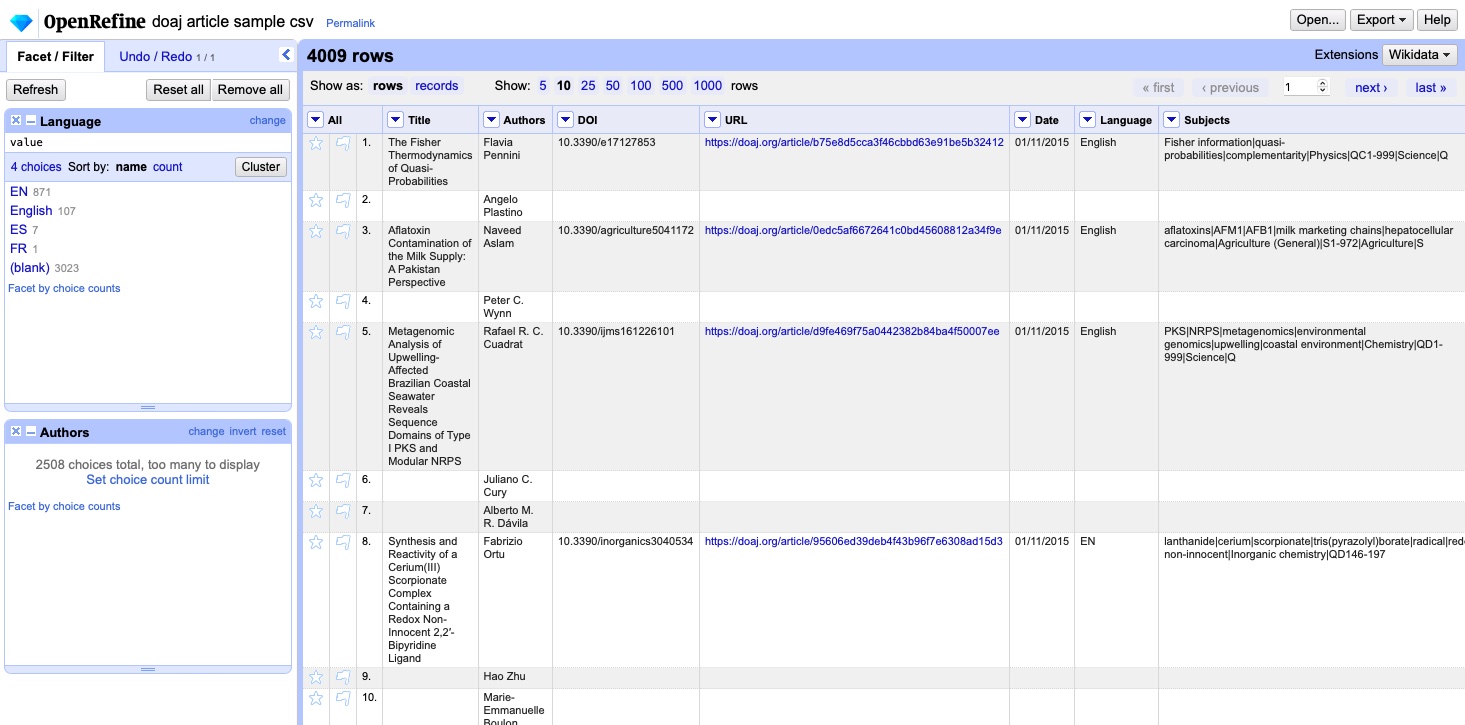 OpenRefine doaj article sample csv Permalink
Open... Export Help
Facet / Filter Undo / Redo 1 / 1
4009 rows
Extensions Wikidata
Refresh Reset all Remove all
Show as: rows records Show: 5 10 25 50 100 250 500 1000 rows
« first ‹ previous 1 next › last »
Language change
value
4 choices Sort by: name count Cluster
EN 871
English 107
ES 7
FR 1
(blank) 3023
Facet by choice counts
Authors change invert reset
2508 choices total, too many to display
Set choice count limit
Facet by choice counts
All Title Authors DOI URL Date Language Subjects
1.
The Fisher
Thermodynamics
of Quasi-
Probabilities
Flavia
Pennini
10.3390/e17127853
https://doaj.org/article/b75e8d5cca3f46cbbd63e91be5b32412
01/11/2015
English
Fisher information|quasi-
probabilities|complementarity|Physics|QC1-999|Science|Q
2.
Angelo
Plastino
3.
Aflatoxin
Contamination of
the Milk Supply:
A Pakistan
Perspective
Naveed
Aslam
10.3390/agriculture5041172
https://doaj.org/article/0edc5af6672641c0bd45608812a34f9e
01/11/2015
English
aflatoxins|AFM1|AFB1|milk marketing chains|hepatocellular
carcinoma|Agriculture (General)|S1-972|Agriculture|S
4.
Peter C.
Wynn
5.
Metagenomic
Analysis of
Upwelling-
Affected
Brazilian Coastal
Seawater
Reveals
Sequence
Domains of Type
I PKS and
Modular NRPS
Rafael R. C.
Cuadrat
10.3390/ijms161226101
https://doaj.org/article/d9fe469f75a0442382b84ba4f50007ee
01/11/2015
English
PKS|NRPS|metagenomics|environmental
genomics|upwelling|coastal environment|Chemistry|QD1-
999|Science|Q
6.
Juliano C.
Cury
7.
Alberto M.
R. Dávila
8.
Synthesis and
Reactivity of a
Cerium(III)
Scorpionate
Complex
Containing a
Redox Non-
Innocent 2,2′-
Bipyridine
Ligand
Fabrizio
Ortu
10.3390/inorganics3040534
https://doaj.org/article/95606ed39deb4f43b96f7e6308ad15d3
01/11/2015
EN
lanthanide|cerium|scorpionate|tris(pyrazolyl)borate|radical|red
non-innocent|Inorganic chemistry|QD146-197
9.
Hao Zhu
10.
Marie-
Emmanuelle
Boulon